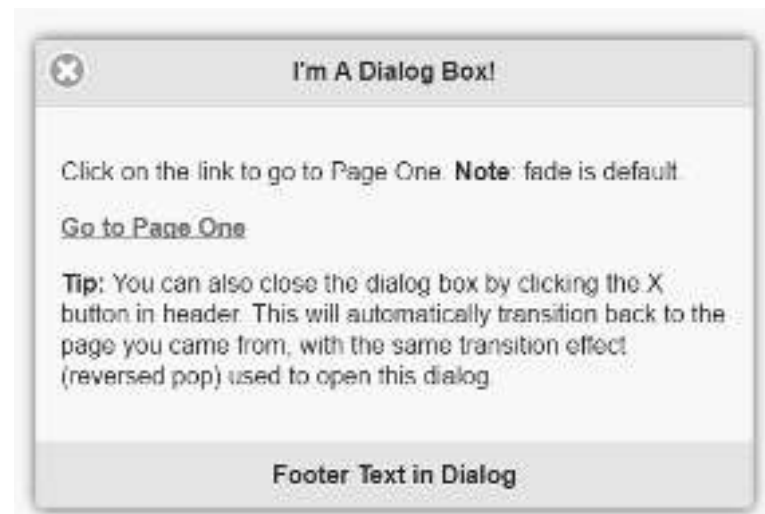 I'm A Dialog Box!
Click on the link to go to Page One. Note: fade is default.
Go to Page One
Tip: You can also close the dialog box by clicking the X
button in header. This will automatically transition back to the
page you came from, with the same transition effect
(reversed pop) used to open this dialog.
Footer Text in Dialog